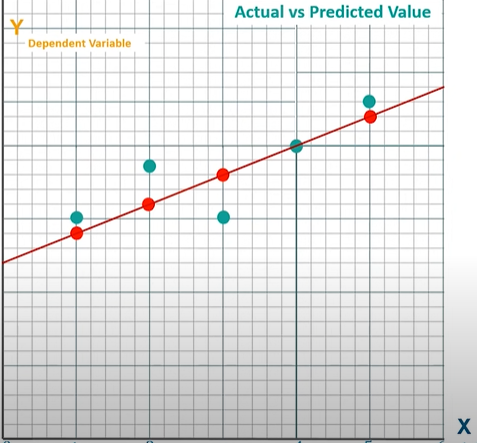 Actual vs Predicted Value
Y
Dependent Variable
X